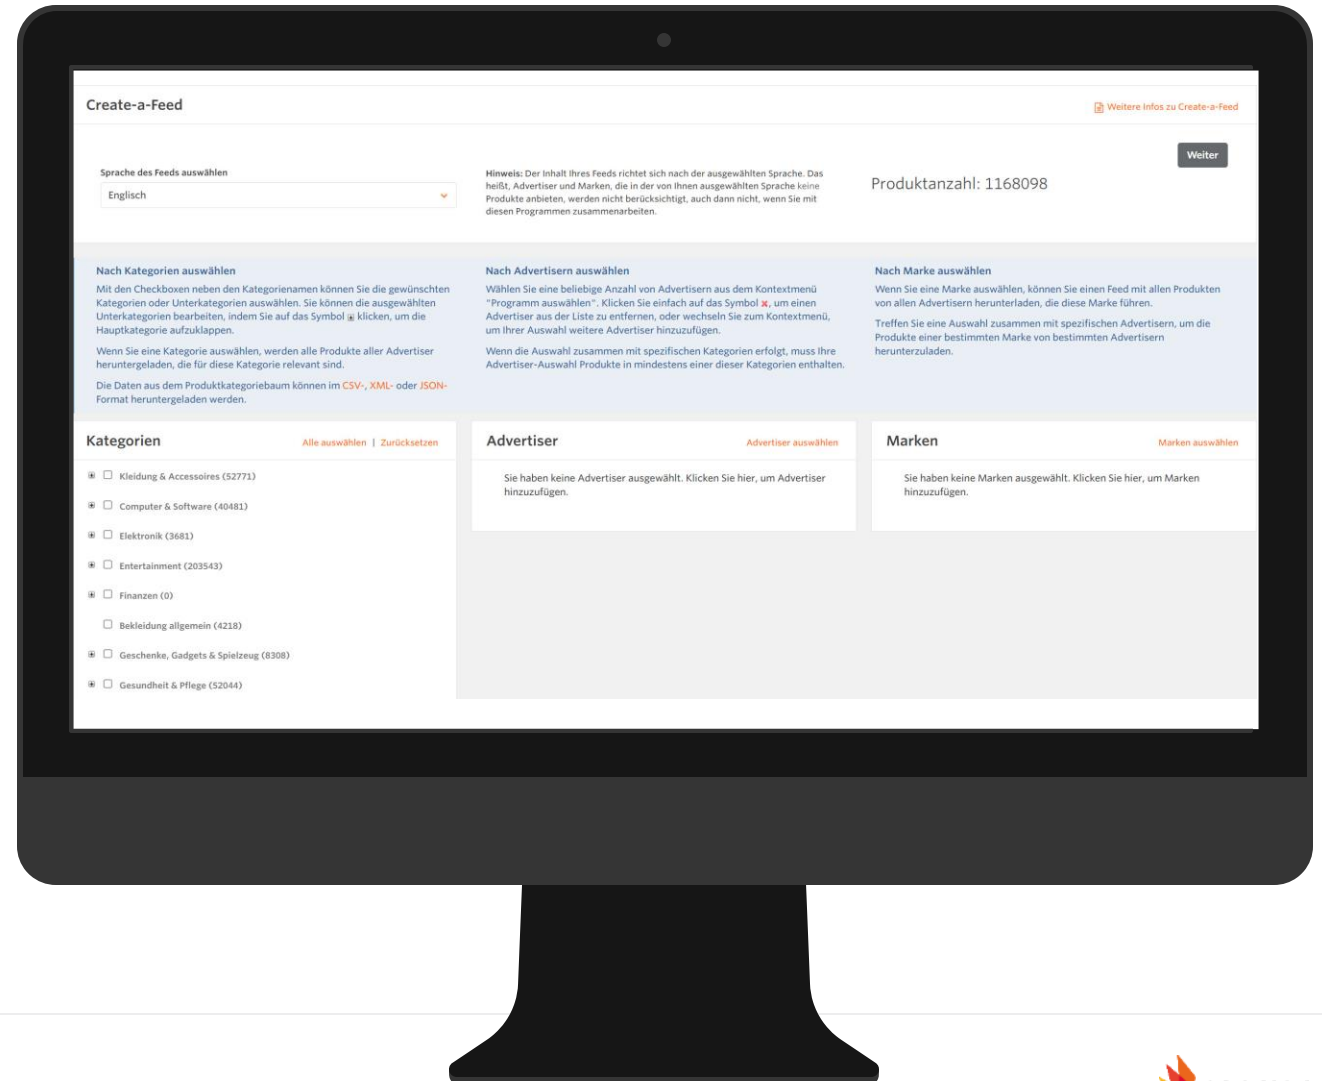 Create-a-Feed
Weitere Infos zu Create-a-Feed
Weiter
Sprache des Feeds auswählen
Englisch
Hinweis: Der Inhalt Ihres Feeds richtet sich nach der ausgewählten Sprache. Das
heißt, Advertiser und Marken, die in der von Ihnen ausgewählten Sprache keine
Produkte anbieten, werden nicht berücksichtigt, auch dann nicht, wenn Sie mit
diesen Programmen zusammenarbeiten.
Produktanzahl: 1168098
Nach Kategorien auswählen
Mit den Checkboxen neben den Kategorienamen können Sie die gewünschten
Kategorien oder Unterkategorien auswählen. Sie können die ausgewählten
Unterkategorien bearbeiten, indem Sie auf das Symbol klicken, um die
Hauptkategorie aufzuklappen.
Wenn Sie eine Kategorie auswählen, werden alle Produkte aller Advertiser
heruntergeladen, die für diese Kategorie relevant sind.
Die Daten aus dem Produktkategoriebaum können im CSV-, XML- oder JSON-
Format heruntergeladen werden.
Nach Advertisern auswählen
Wählen Sie eine beliebige Anzahl von Advertisern aus dem Kontextmenü
"Programm auswählen". Klicken Sie einfach auf das Symbol , um einen
Advertiser aus der Liste zu entfernen, oder wechseln Sie zum Kontextmenü,
um Ihrer Auswahl weitere Advertiser hinzuzufügen.
Wenn die Auswahl zusammen mit spezifischen Kategorien erfolgt, muss Ihre
Advertiser-Auswahl Produkte in mindestens einer dieser Kategorien enthalten.
Nach Marke auswählen
Wenn Sie eine Marke auswählen, können Sie einen Feed mit allen Produkten
von allen Advertisern herunterladen, die diese Marke führen.
Treffen Sie eine Auswahl zusammen mit spezifischen Advertisern, um die
Produkte einer bestimmten Marke von bestimmten Advertisern
herunterzuladen.
Kategorien
Alle auswählen | Zurücksetzen
Kleidung & Accessoires (52771)
Computer & Software (40481)
Elektronik (3681)
Entertainment (203543)
Finanzen (0)
Bekleidung allgemein (4218)
Geschenke, Gadgets & Spielzeug (8308)
Gesundheit & Pflege (52044)
Advertiser
Advertiser auswählen
Sie haben keine Advertiser ausgewählt. Klicken Sie hier, um Advertiser
hinzuzufügen.
Marken
Marken auswählen
Sie haben keine Marken ausgewählt. Klicken Sie hier, um Marken
hinzuzufügen.